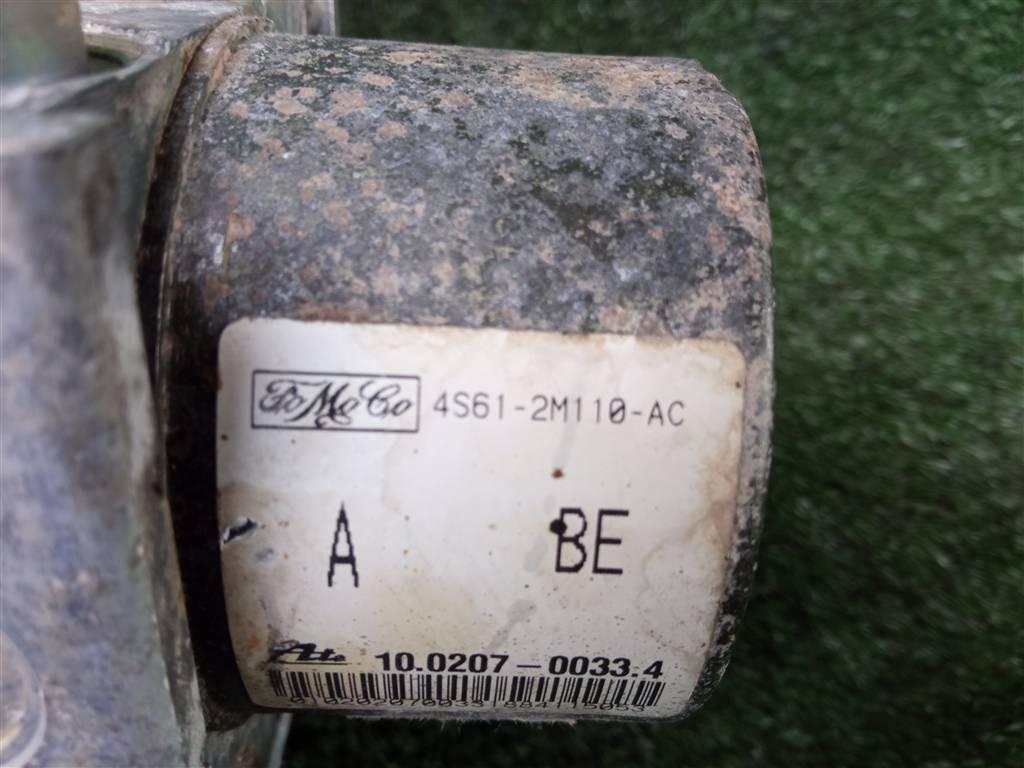 FoMoCo 4S61-2M110-AC
A BE
Ate 10.0207-0033.4